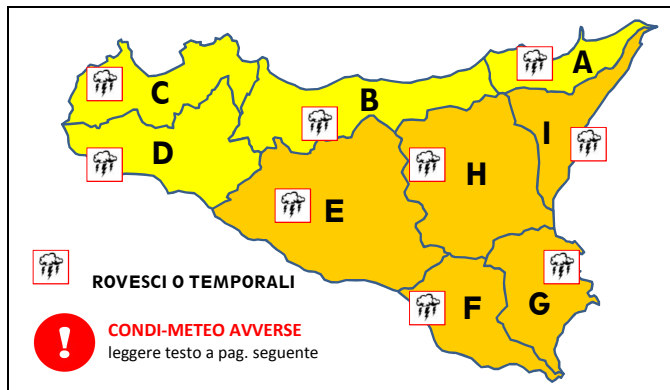 A
C
B
I
D
H
E
F
G
ROVESCI O TEMPORALI
!
CONDI-METEO AVVERSE
leggere testo a pag. seguente